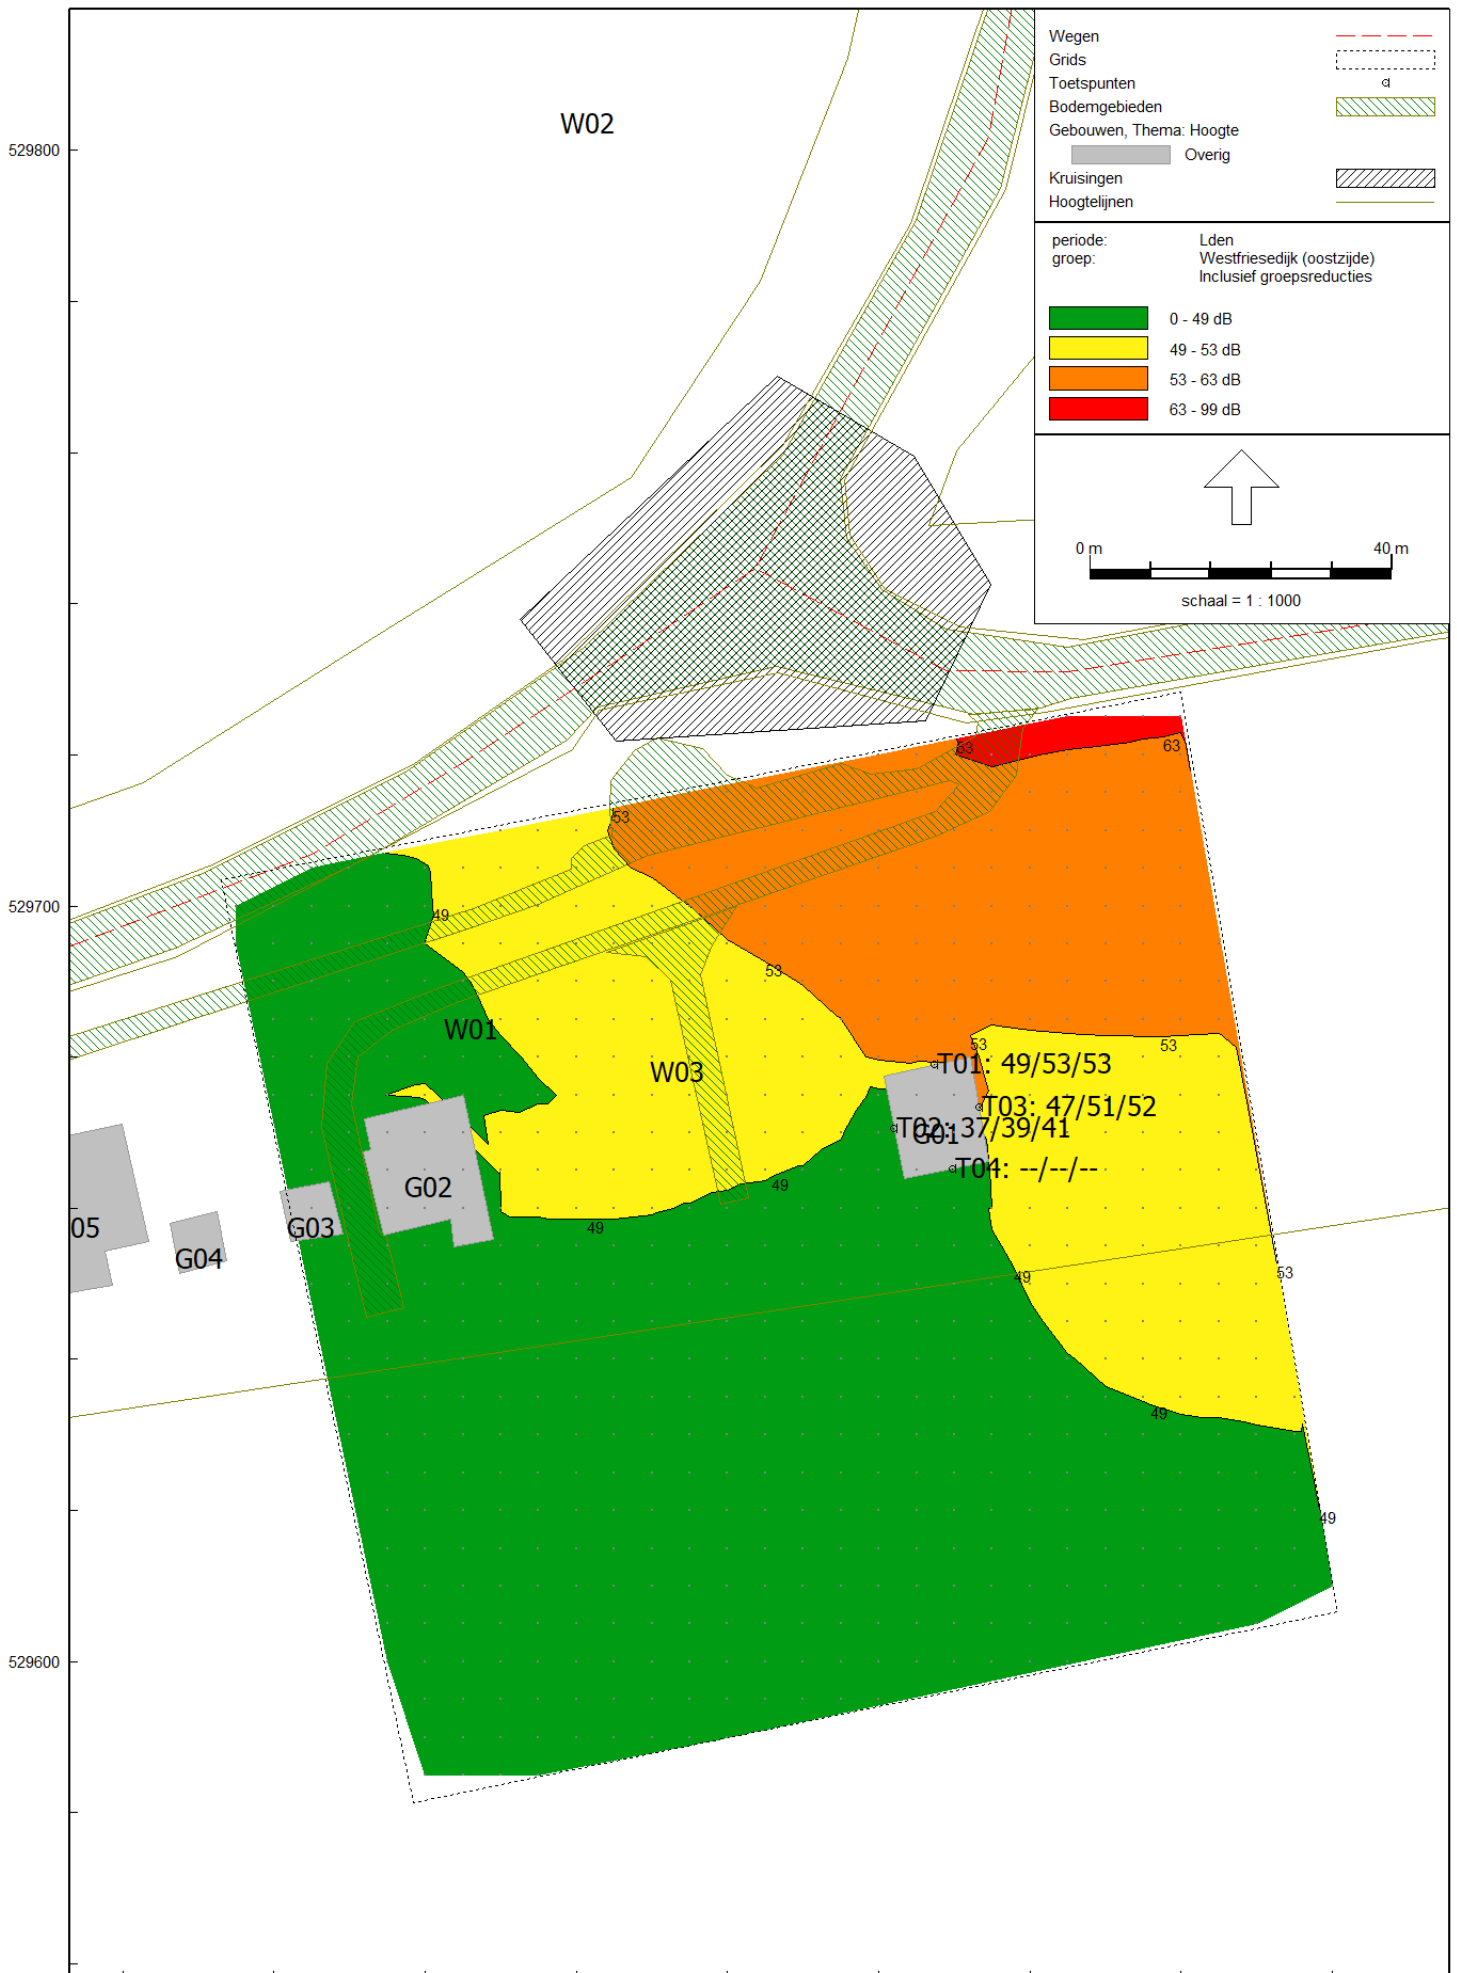 Wegen
Grids
Toetspunten
Bodemgebieden
Gebouwen, Thema: Hoogte
Overig
Kruisingen
Hoogtelijnen
periode: Lden
groep: Westfriesedijk (oostzijde)
Inclusief groepsreducties
0 - 49 dB
49 - 53 dB
53 - 63 dB
63 - 99 dB
0 m 40 m
schaal = 1 : 1000
W02
529800
63 63
53
529700
49
53
W01
53 53
W03
T01: 49/53/53
T03: 47/51/52
T02: 37/39/41
G01
T04: --/--/--
G02
49
05
G03
49
G04
49
53
49
49
529600